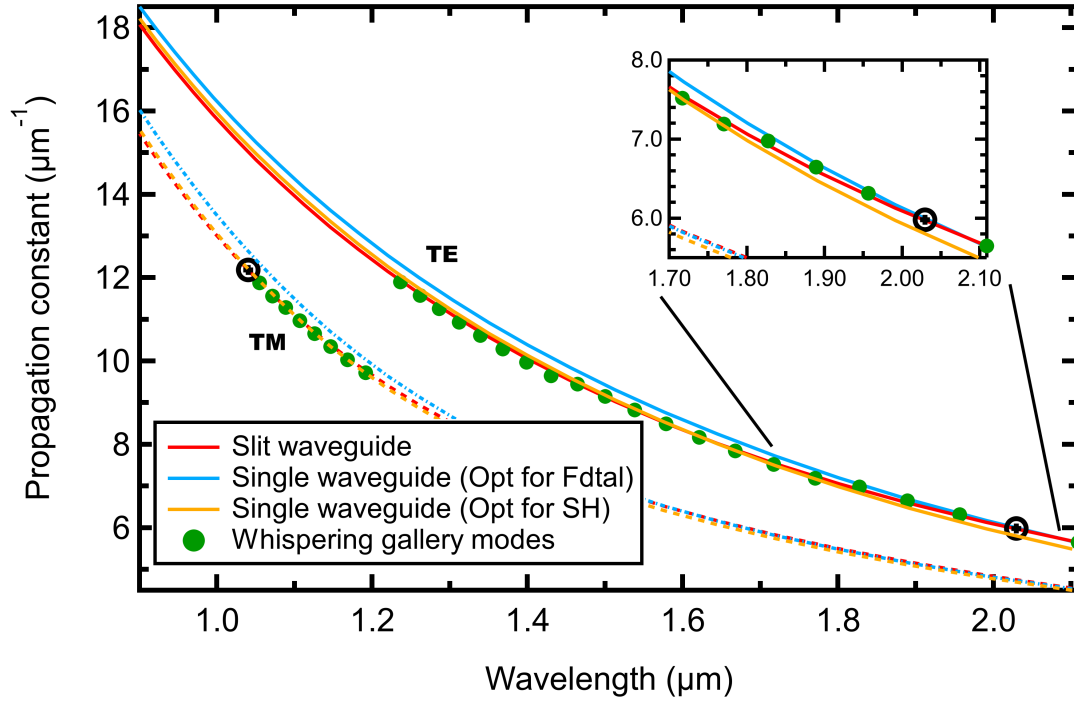 Propagation constant (μm⁻¹)
18
16
14
12
10
8
6
8.0
7.0
6.0
1.70
1.80
1.90
2.00
2.10
TE
TM
Slit waveguide
Single waveguide (Opt for Fdtal)
Single waveguide (Opt for SH)
Whispering gallery modes
1.0
1.2
1.4
1.6
1.8
2.0
Wavelength (μm)